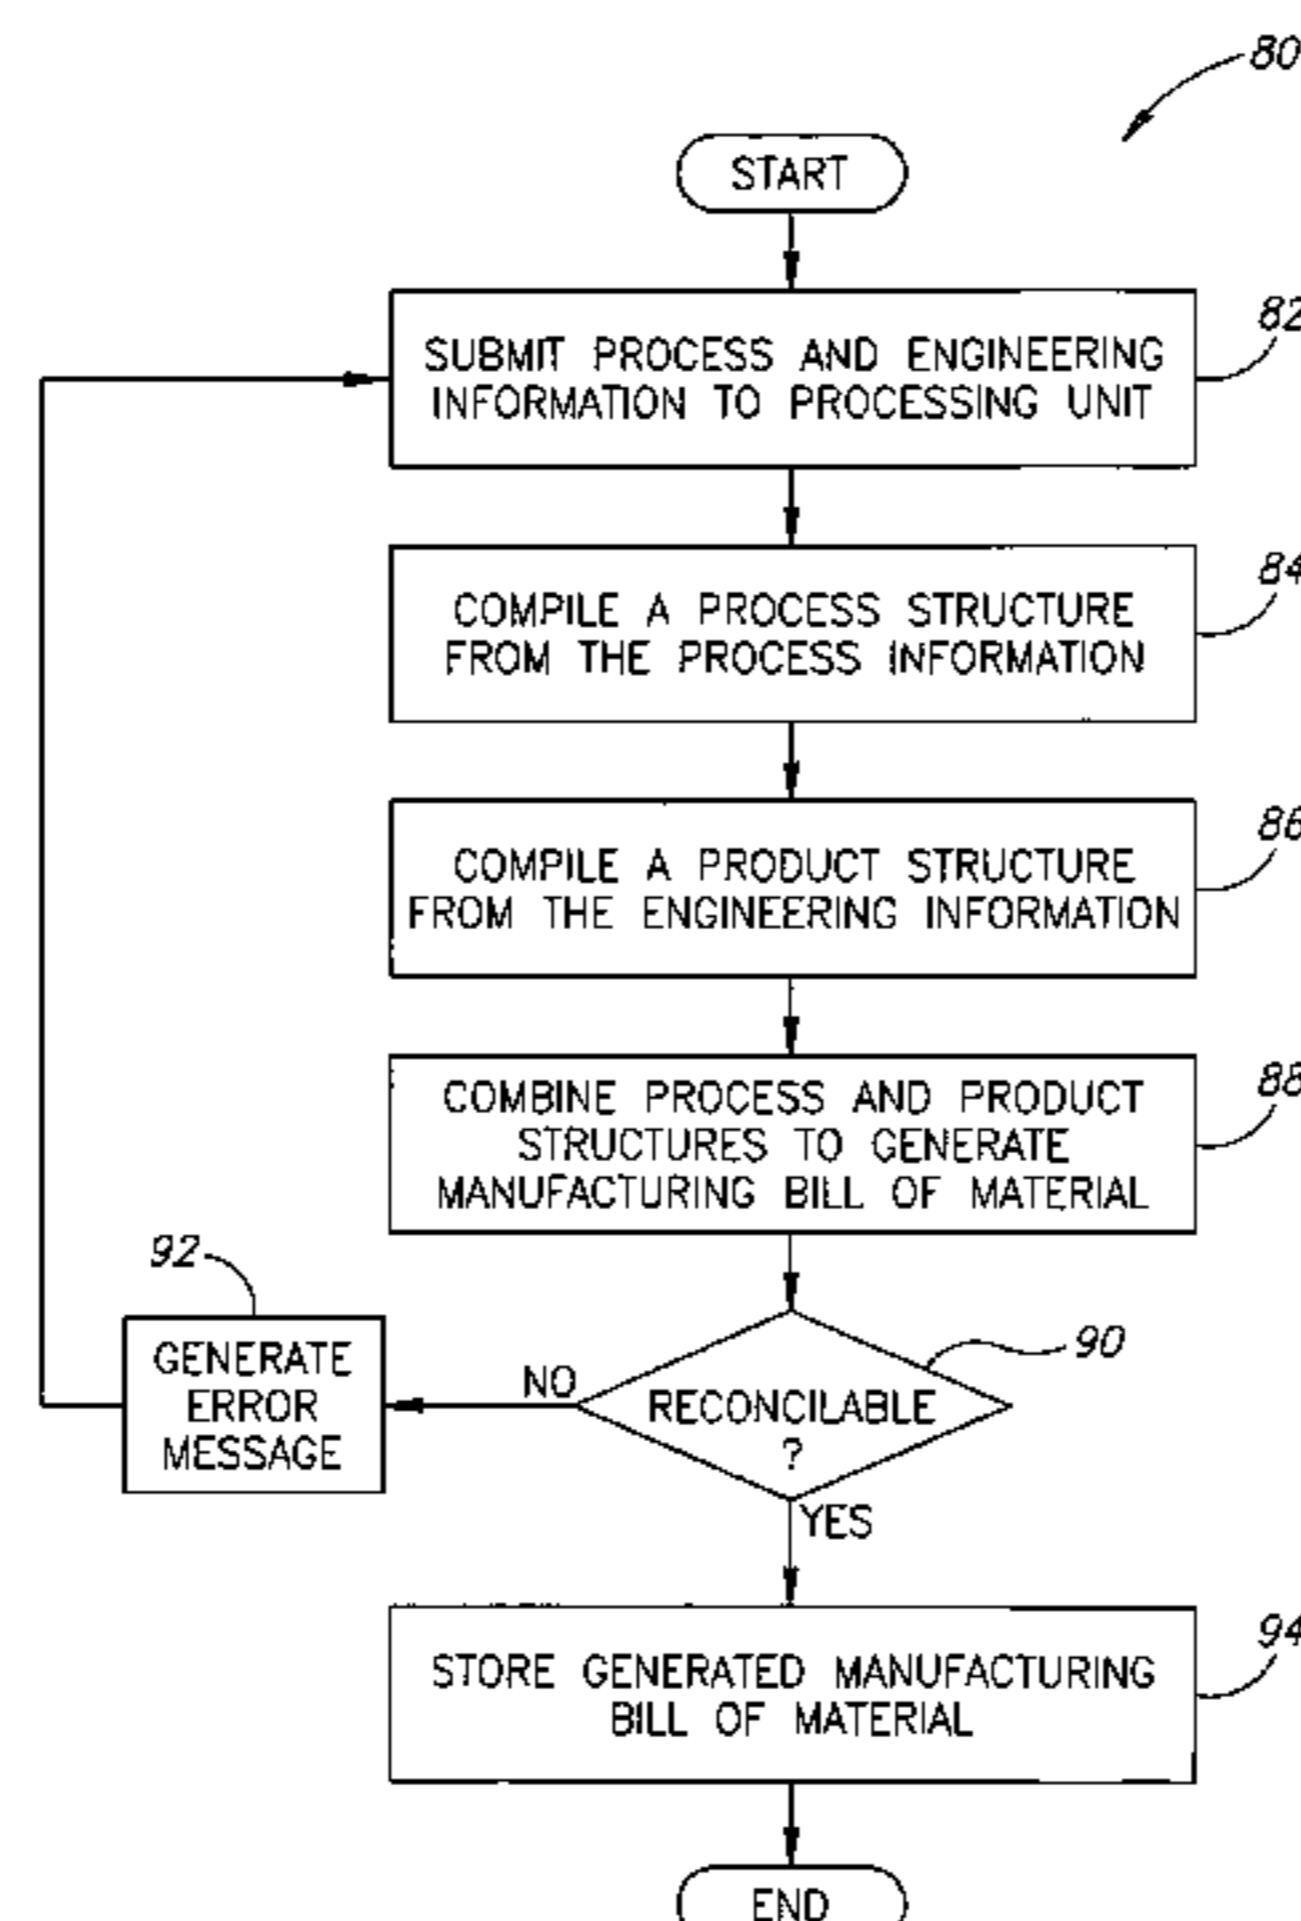 80
START
82
SUBMIT PROCESS AND ENGINEERING
INFORMATION TO PROCESSING UNIT
84
COMPILE A PROCESS STRUCTURE
FROM THE PROCESS INFORMATION
86
COMPILE A PRODUCT STRUCTURE
FROM THE ENGINEERING INFORMATION
88
COMBINE PROCESS AND PRODUCT
STRUCTURES TO GENERATE
MANUFACTURING BILL OF MATERIAL
92
GENERATE
ERROR
MESSAGE
NO
90
RECONCILABLE
?
YES
94
STORE GENERATED MANUFACTURING
BILL OF MATERIAL
END